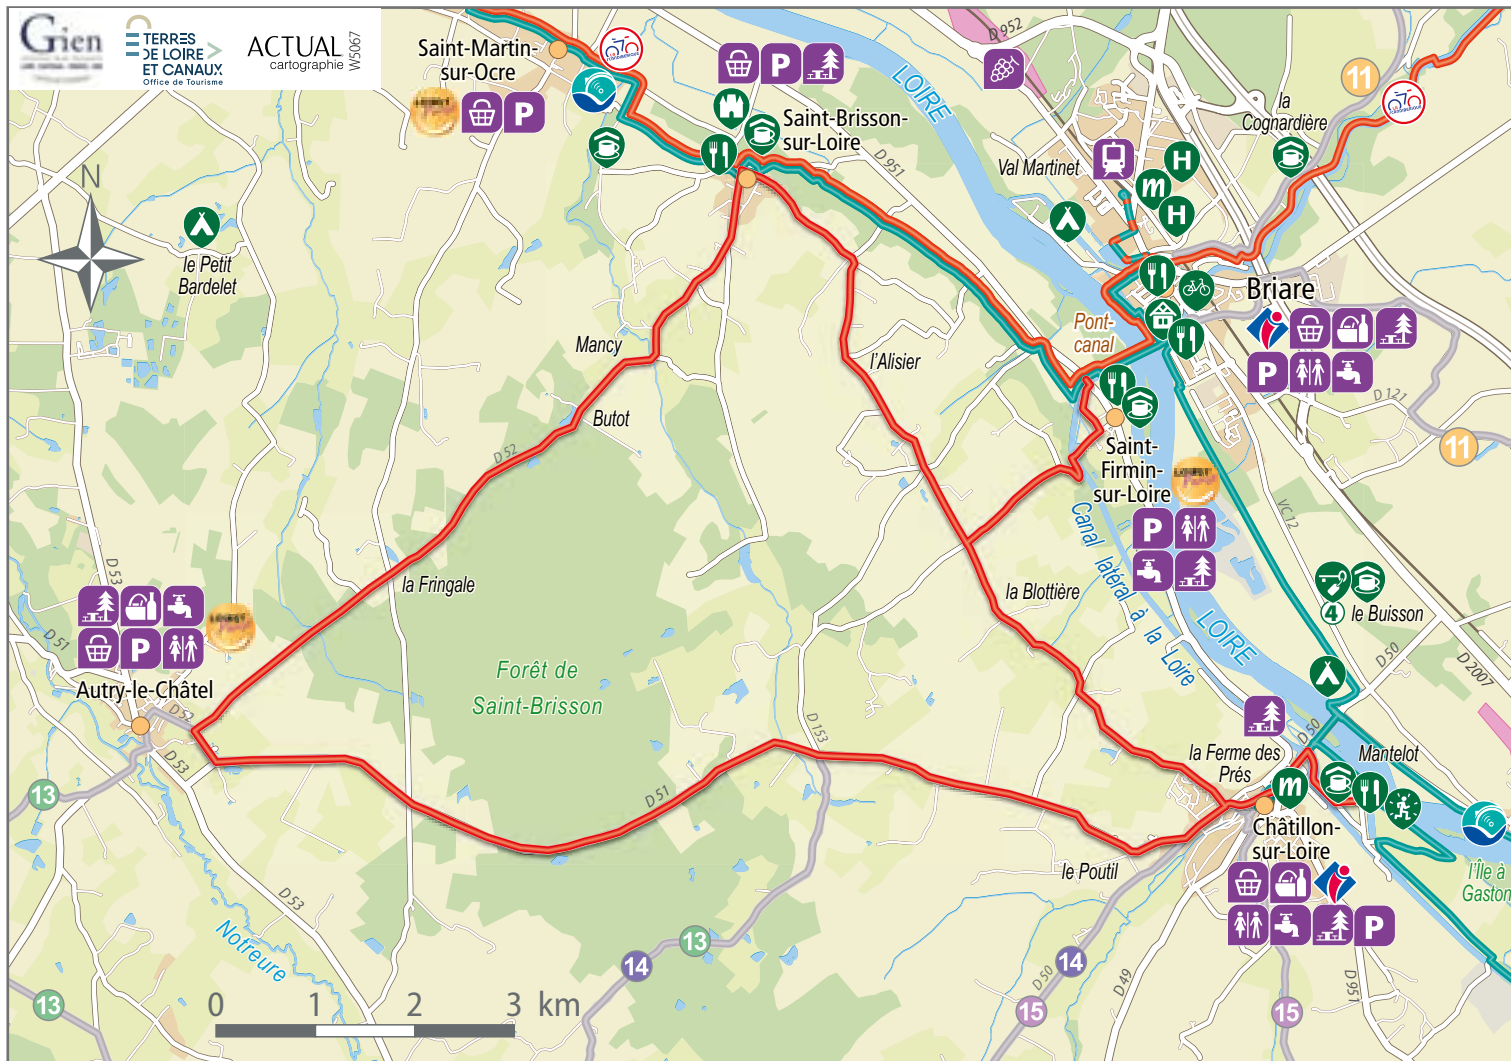 Gien
TERRES
DE LOIRE
ET CANAUX
Office de Tourisme
ACTUAL
cartographie
W5067
Saint-Martin-
sur-Ocre
P
P
Saint-Brisson-
sur-Loire
D 951
LOIRE
D 952
Val Martinet
la
Cognardière
11
H
m
H
N
le Petit
Bardelet
Briare
P
Pont-
canal
D 121
11
Mancy
l'Alisier
Butot
D 52
Saint-
Firmin-
sur-Loire
P
VC 12
Canal latéral à la Loire
la Fringale
la Blottière
le Buisson
4
D 53
D 51
P
Autry-le-Châtel
D 52
D 53
LOIRE
D 50
D 2007
Forêt de
Saint-Brisson
D 153
D 50
la Ferme des
Prés
Mantelot
13
D 51
m
Châtillon-
sur-Loire
l'Île à
Gaston
le Poutil
P
D 53
Notreure
13
14
14
D 50
D 49
D 951
13
15
15
0 1 2 3 km